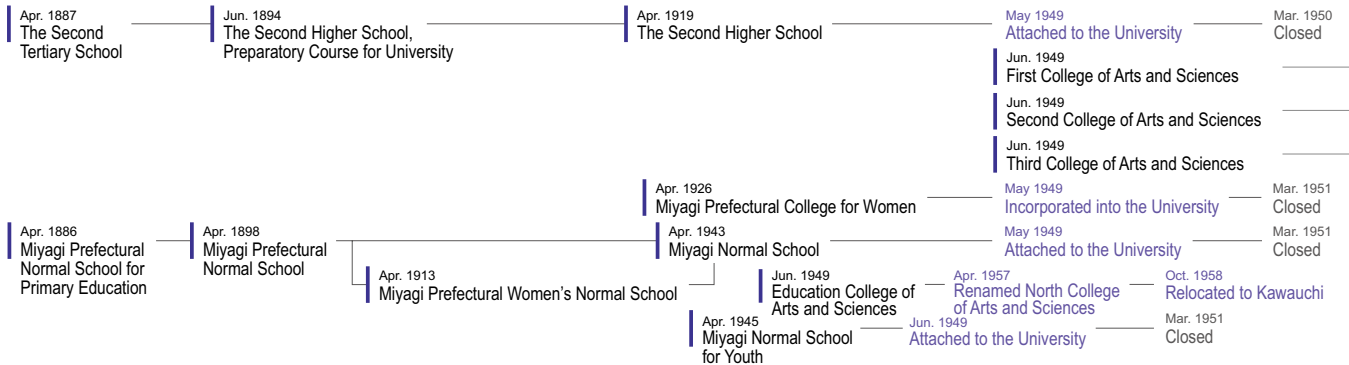 Apr. 1887
The Second
Tertiary School
Jun. 1894
The Second Higher School,
Preparatory Course for University
Apr. 1919
The Second Higher School
May 1949
Attached to the University
Mar. 1950
Closed
Jun. 1949
First College of Arts and Sciences
Jun. 1949
Second College of Arts and Sciences
Jun. 1949
Third College of Arts and Sciences
Apr. 1926
Miyagi Prefectural College for Women
May 1949
Incorporated into the University
Mar. 1951
Closed
Apr. 1886
Miyagi Prefectural
Normal School for
Primary Education
Apr. 1898
Miyagi Prefectural
Normal School
Apr. 1943
Miyagi Normal School
May 1949
Attached to the University
Mar. 1951
Closed
Apr. 1913
Miyagi Prefectural Women's Normal School
Jun. 1949
Education College of
Arts and Sciences
Apr. 1957
Renamed North College
of Arts and Sciences
Oct. 1958
Relocated to Kawauchi
Apr. 1945
Miyagi Normal School
for Youth
Jun. 1949
Attached to the University
Mar. 1951
Closed